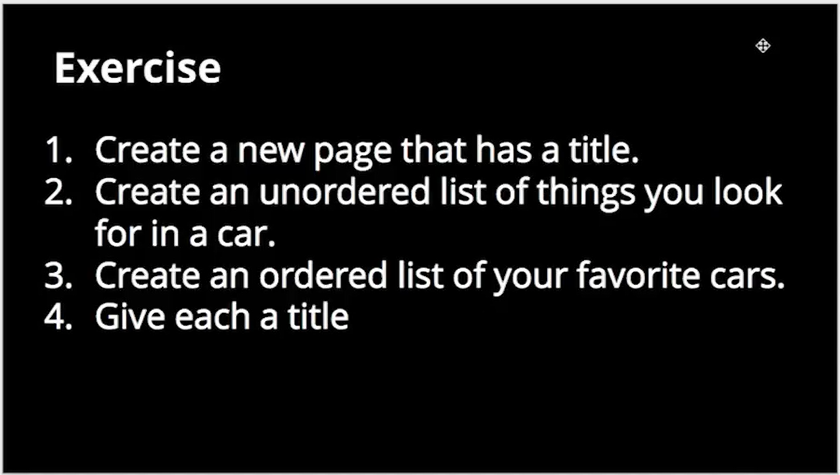 Exercise
1. Create a new page that has a title.
2. Create an unordered list of things you look
for in a car.
3. Create an ordered list of your favorite cars.
4. Give each a title